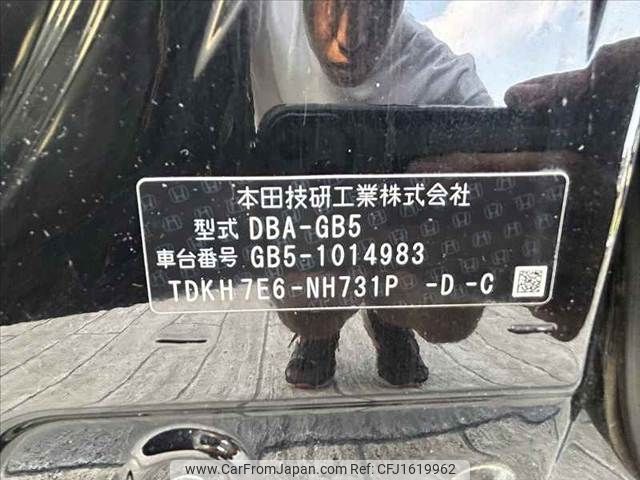 本田技研工業株式会社
型式 DBA-GB5
車台番号 GB5-1014983
TDKH7E6-NH731P -D-C
www.CarFromJapan.com | Ref.No: CFJ1619962